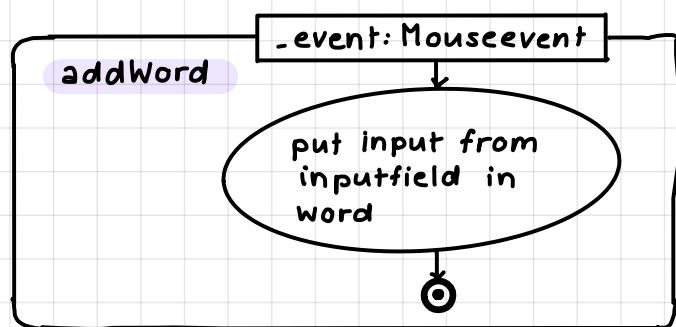 _event: Mouseevent
addWord
put input from
inputfield in
word